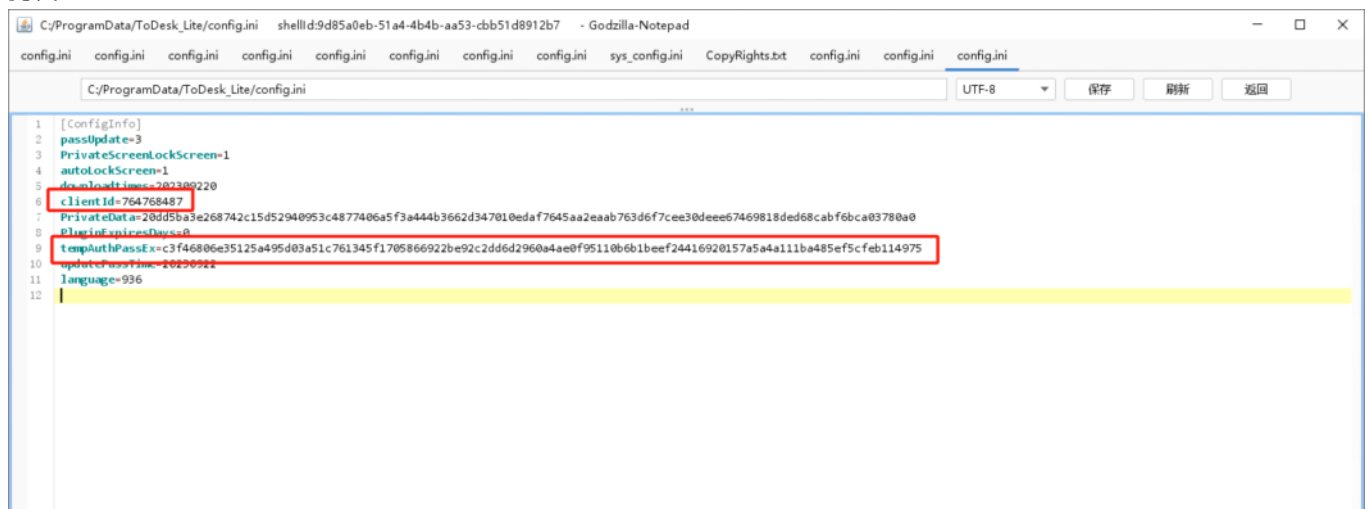 C:/ProgramData/ToDesk_Lite/config.ini shellId:9d85a0eb-51a4-4b4b-aa53-cbb51d8912b7 - Godzilla-Notepad
config.ini config.ini config.ini config.ini config.ini config.ini config.ini config.ini sys_config.ini CopyRights.txt config.ini config.ini config.ini
C:/ProgramData/ToDesk_Lite/config.ini UTF-8 保存 刷新 返回
1 [ConfigInfo]
2 passUpdate=3
3 PrivateScreenLockScreen=1
4 autoLockScreen=1
5 downloadtimes=202309220
6 clientId=764768487
7 PrivateData=20dd5ba3e268742c15d52940953c4877406a5f3a444b3662d347010edaf7645aa2eaab763d6f7cee30deee67469818ded68cabf6bca03780a0
8 PluginExpiresDays=0
9 tempAuthPassEx=c3f46806e35125a495d03a51c761345f1705866922be92c2dd6d2960a4ae0f95110b6b1beef24416920157a5a4a111ba485ef5cfeb114975
10 updatePassTime=20230922
11 language=936
12